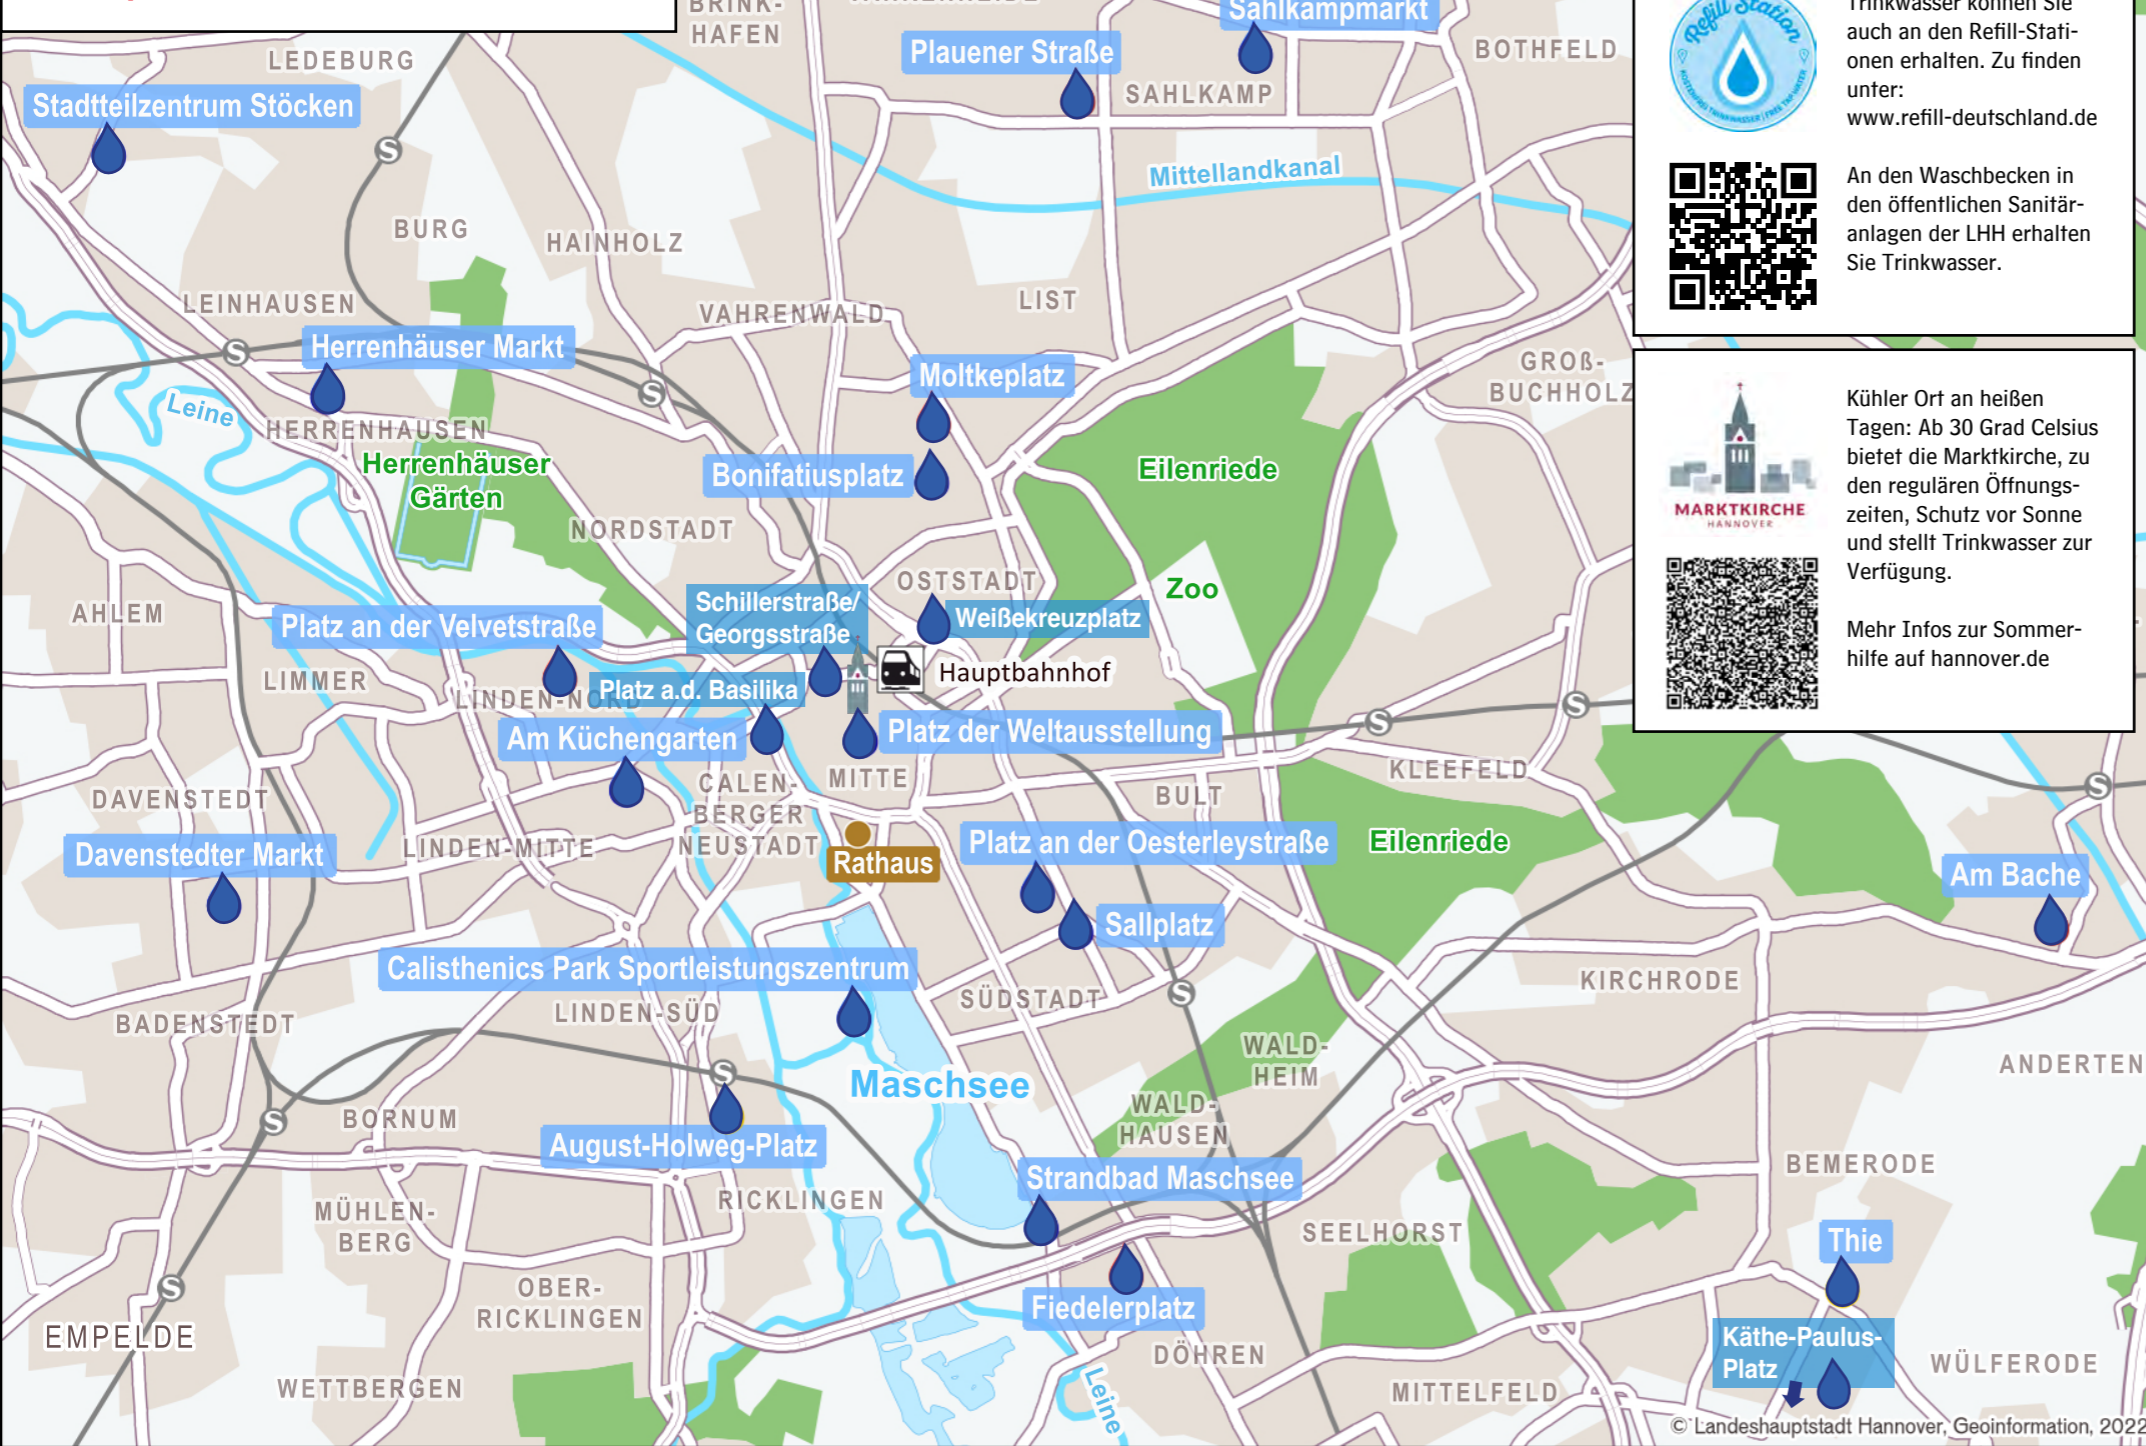 BRINK-
HAFEN
Sahlkampmarkt
Plauener Straße
BOTHFELD
LEDEBURG
SAHLKAMP
Stadtteilzentrum Stöcken
S
Mittellandkanal
BURG
HAINHOLZ
LEINHAUSEN
VAHRENWALD
LIST
Herrenhäuser Markt
S
S
Moltkeplatz
GROß-
BUCHHOLZ
Leine
HERRENHAUSEN
Herrenhäuser
Gärten
Bonifatiusplatz
Eilenriede
NORDSTADT
OSTSTADT
Zoo
AHLEM
Platz an der Velvetstraße
Schillerstraße/
Georgsstraße
Weißekreuzplatz
Hauptbahnhof
LIMMER
LINDEN-NORD
Platz a.d. Basilika
S
S
Am Küchengarten
Platz der Weltausstellung
MITTE
KLEEFELD
S
DAVENSTEDT
CALEN-
BERGER
NEUSTADT
BULT
Davenstedter Markt
LINDEN-MITTE
Rathaus
Platz an der Oesterleystraße
Eilenriede
Am Bache
Sallplatz
Calisthenics Park Sportleistungszentrum
KIRCHRODE
S
SÜDSTADT
BADENSTEDT
LINDEN-SÜD
WALD-
HEIM
ANDERTEN
S
Maschsee
BORNUM
S
WALD-
HAUSEN
August-Holweg-Platz
BEMERODE
Strandbad Maschsee
RICKLINGEN
MÜHLEN-
BERG
SEELHORST
Thie
S
OBER-
RICKLINGEN
Fiedelerplatz
EMPELDE
DÖHREN
Käthe-Paulus-
Platz
WÜLFERODE
WETTBERGEN
Leine
MITTELFELD
© Landeshauptstadt Hannover, Geoinformation, 2022
Refill Station
KOSTENFREI TRINKWASSER | FREE TAP WATER
Trinkwasser können Sie
auch an den Refill-Stati-
onen erhalten. Zu finden
unter:
www.refill-deutschland.de
An den Waschbecken in
den öffentlichen Sanitär-
anlagen der LHH erhalten
Sie Trinkwasser.
MARKTKIRCHE
HANNOVER
Kühler Ort an heißen
Tagen: Ab 30 Grad Celsius
bietet die Marktkirche, zu
den regulären Öffnungs-
zeiten, Schutz vor Sonne
und stellt Trinkwasser zur
Verfügung.
Mehr Infos zur Sommer-
hilfe auf hannover.de